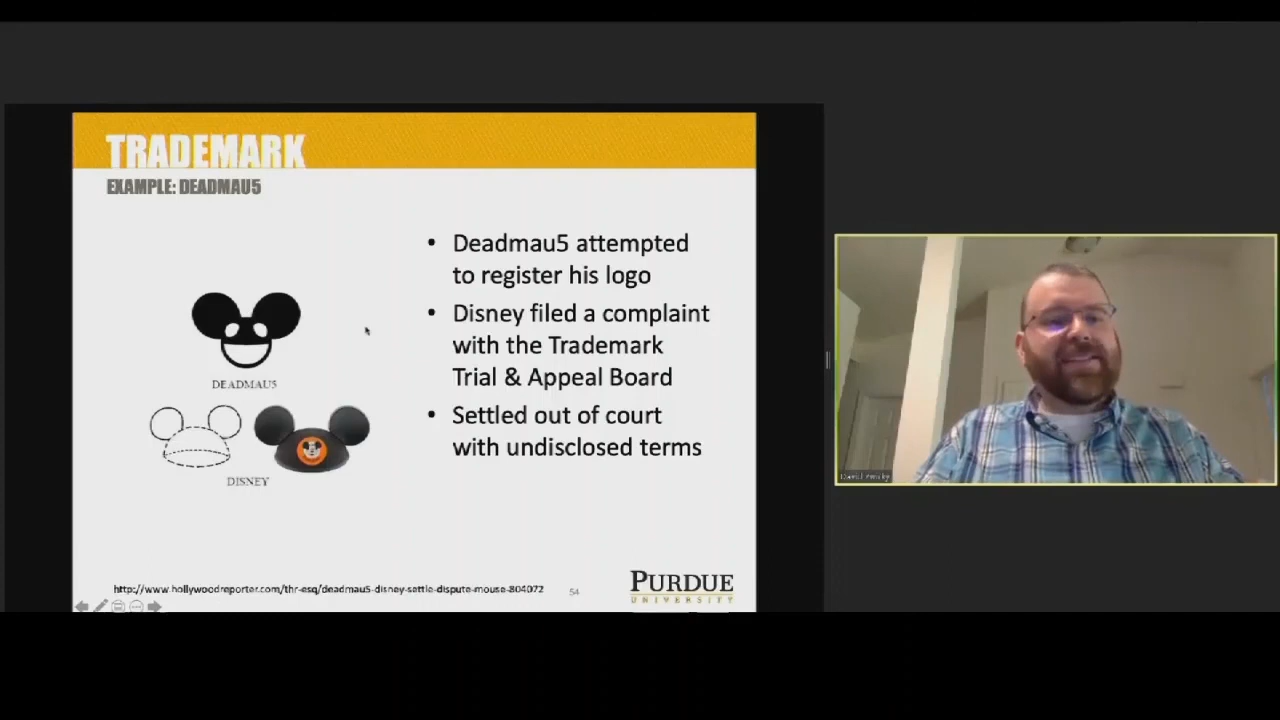 TRADEMARK
EXAMPLE: DEADMAU5
• Deadmau5 attempted
to register his logo
• Disney filed a complaint
with the Trademark
Trial & Appeal Board
• Settled out of court
with undisclosed terms
DEADMAU5
DISNEY
http://www.hollywoodreporter.com/thr-esq/deadmau5-disney-settle-dispute-mouse-804072
54
PURDUE
UNIVERSITY
David